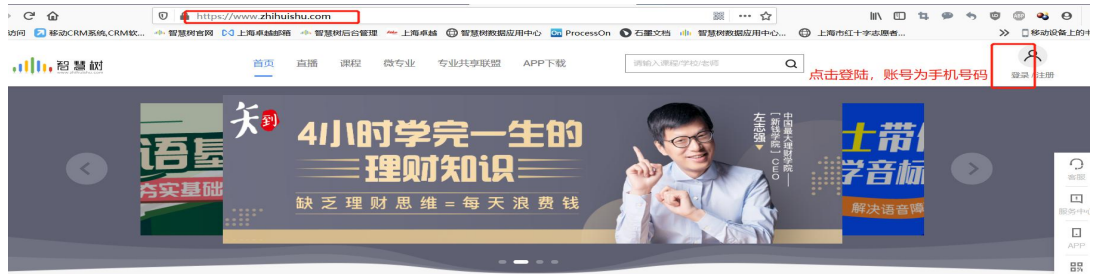 https://www.zhihuishu.com
访问 移动CRM系统,CRM软... 智慧树官网 上海卓越邮箱 智慧树后台管理 上海卓越 智慧树数据应用中心 ProcessOn 石墨文档 智慧树数据应用中心... 上海市红十字志愿者... 移动设备上的书
智慧树
www.zhihuishu.com
首页 直播 课程 微专业 专业共享联盟 APP下载
请输入课程/学校/老师
点击登陆，账号为手机号码
登录 / 注册
语基
夯实基础
知到
4小时学完一生的
理财知识
缺乏理财思维=每天浪费钱
左志强
【新钱学院】CEO
中国最大理财学院
士带你
学音标
解决语音障
客服
服务中心
APP